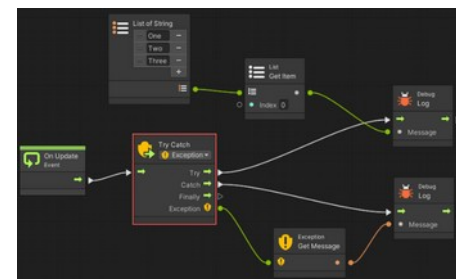 List of String
One
Two
Three
List
Get Item
Index 0
Debug
Log
Message
On Update
Event
Try Catch
Exception
Try
Catch
Finally
Exception
Debug
Log
Message
Exception
Get Message